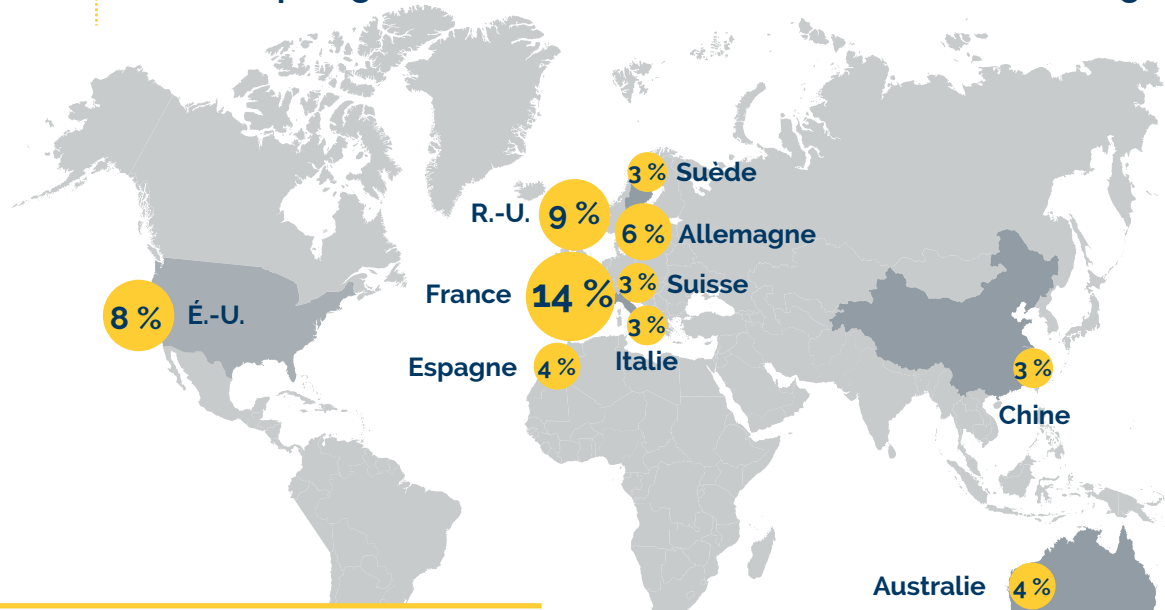 3 % Suède
R.-U. 9 %
6 % Allemagne
France 14 %
3 % Suisse
8 % É.-U.
3 %
Italie
Espagne 4 %
3 %
Chine
Australie 4 %